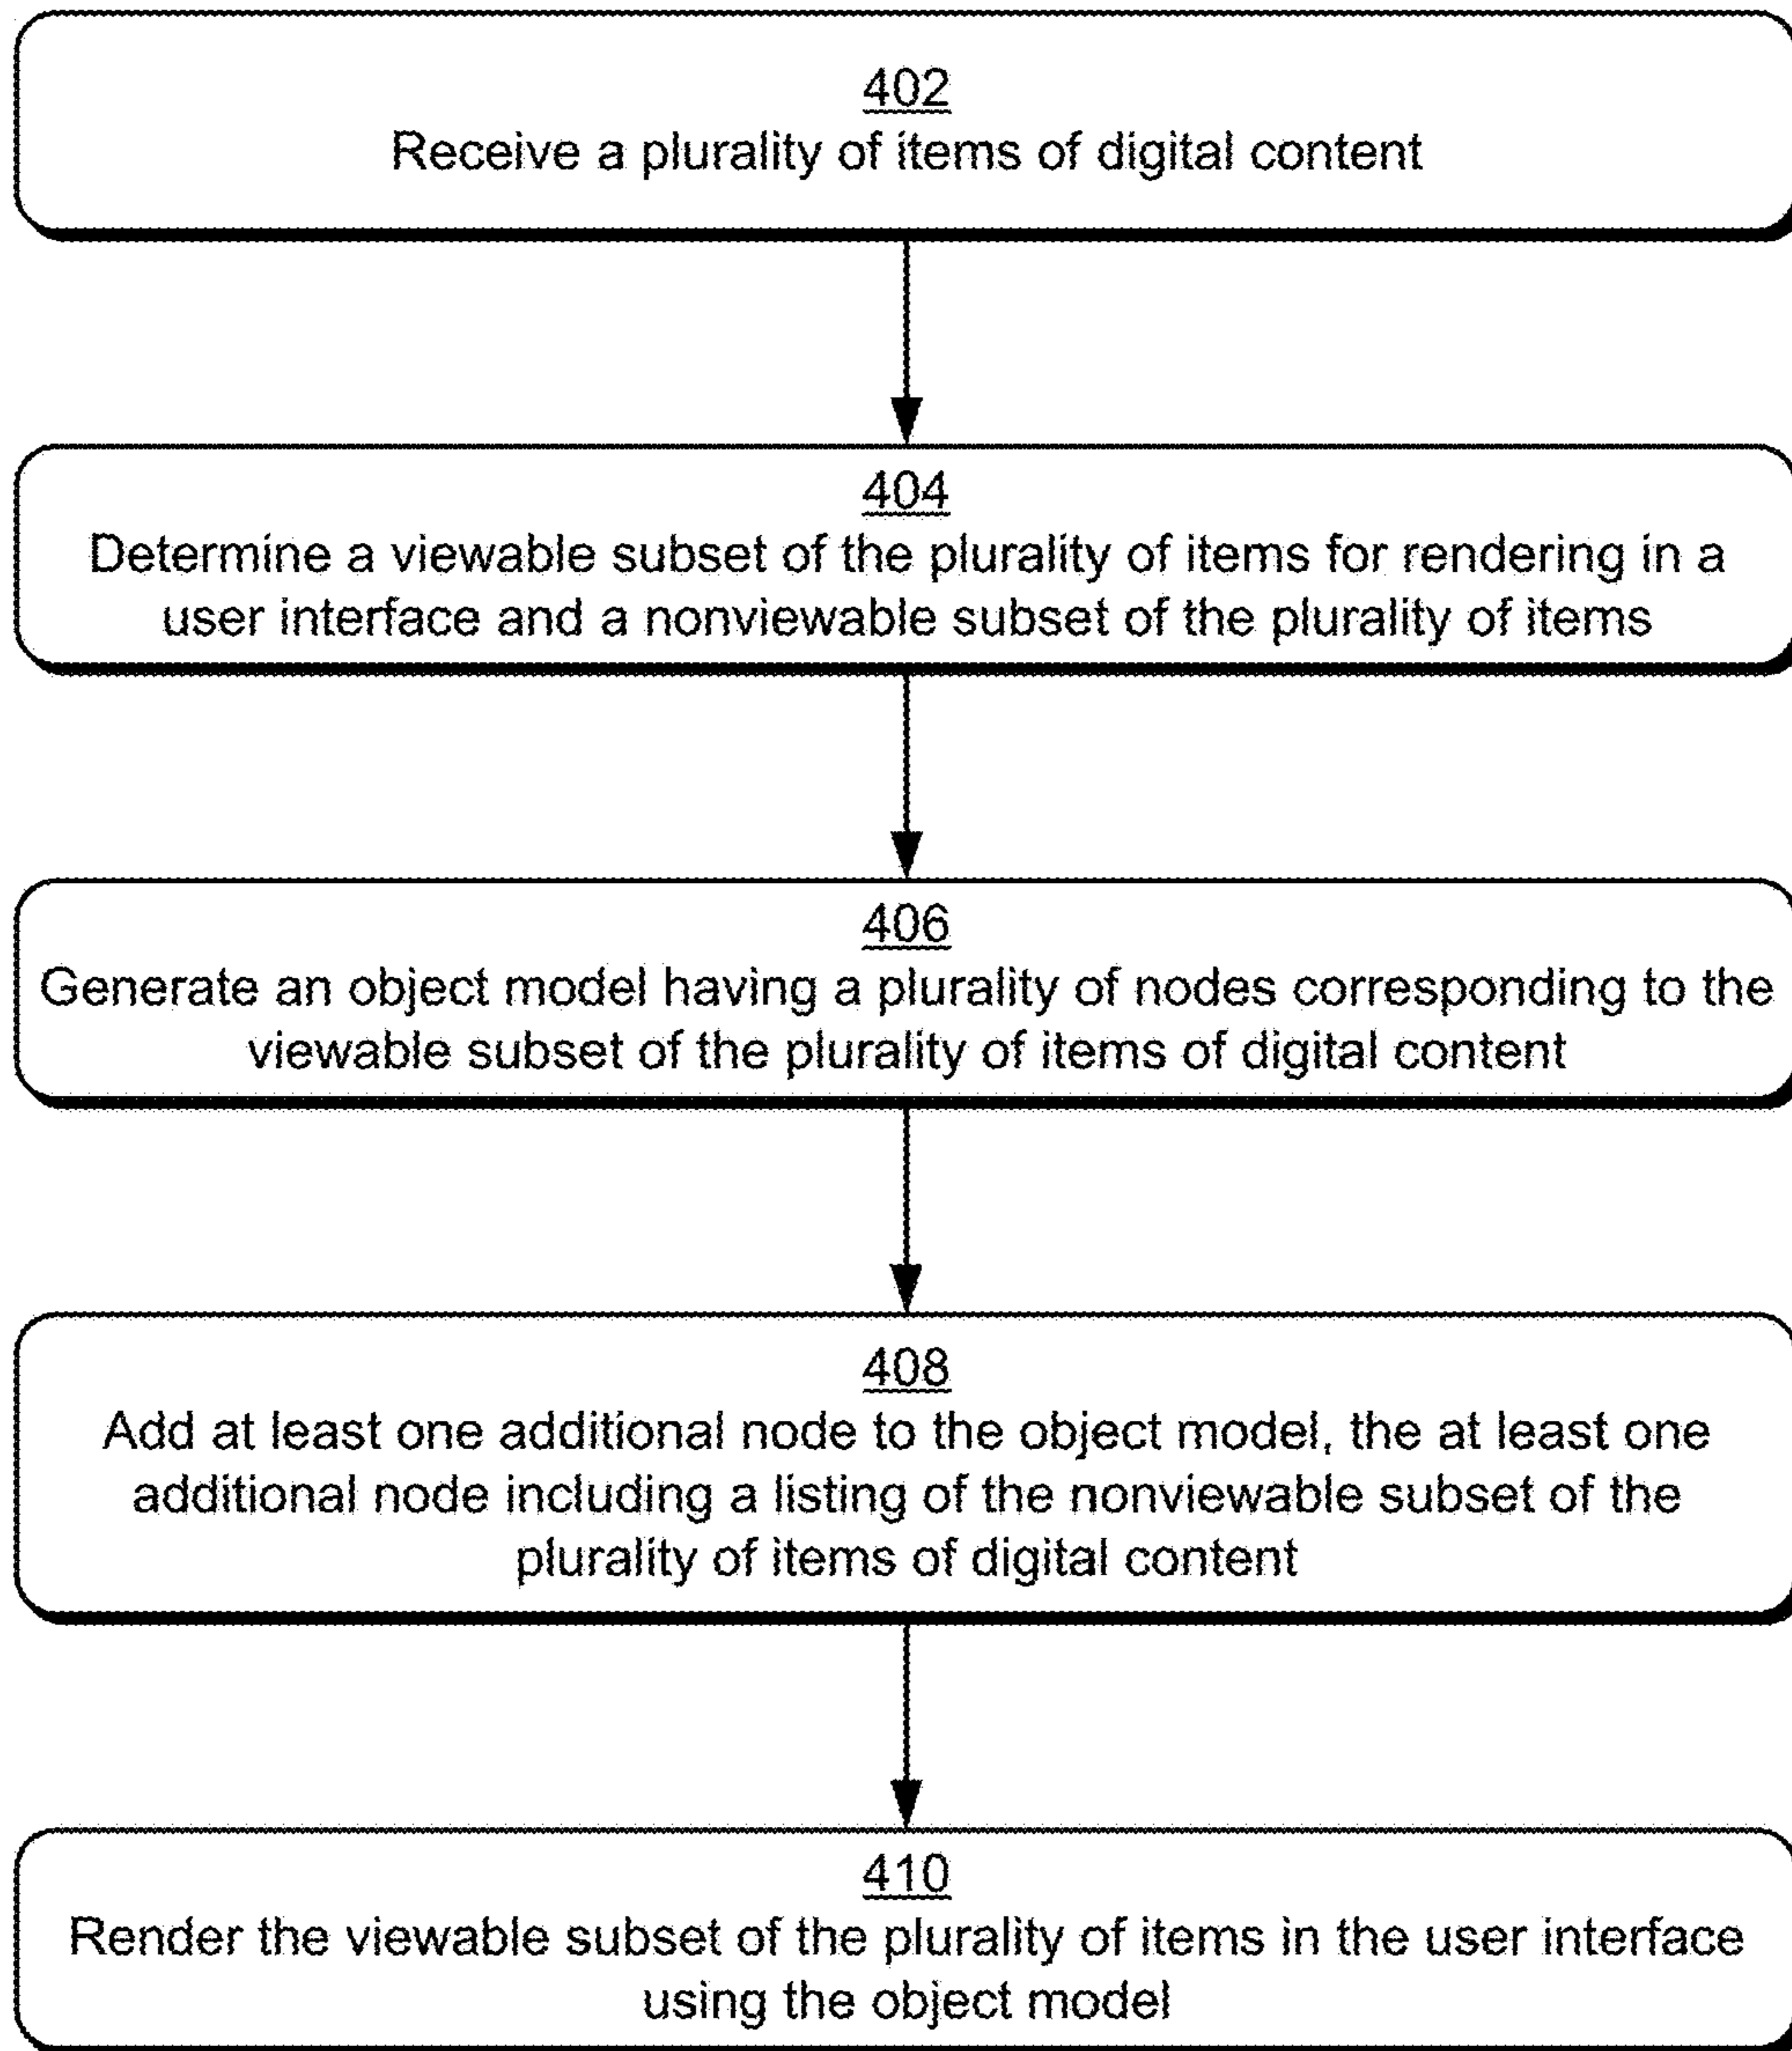 402
Receive a plurality of items of digital content
404
Determine a viewable subset of the plurality of items for rendering in a
user interface and a nonviewable subset of the plurality of items
406
Generate an object model having a plurality of nodes corresponding to the
viewable subset of the plurality of items of digital content
408
Add at least one additional node to the object model, the at least one
additional node including a listing of the nonviewable subset of the
plurality of items of digital content
410
Render the viewable subset of the plurality of items in the user interface
using the object model